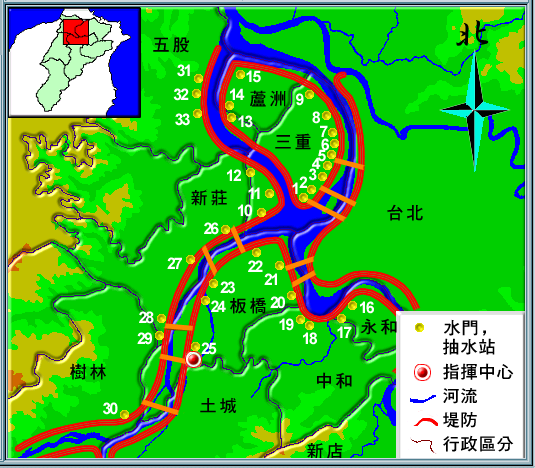 北
五股
31
15
32
14
蘆洲
9
33
13
8
三重
7
6
5
4
12
3
新莊
11
2
1
10
台北
26
27
22
21
23
24
板橋
20
16
28
19
18
17
永和
29
25
樹林
中和
30
土城
新店
水門，
抽水站
指揮中心
河流
堤防
行政區分